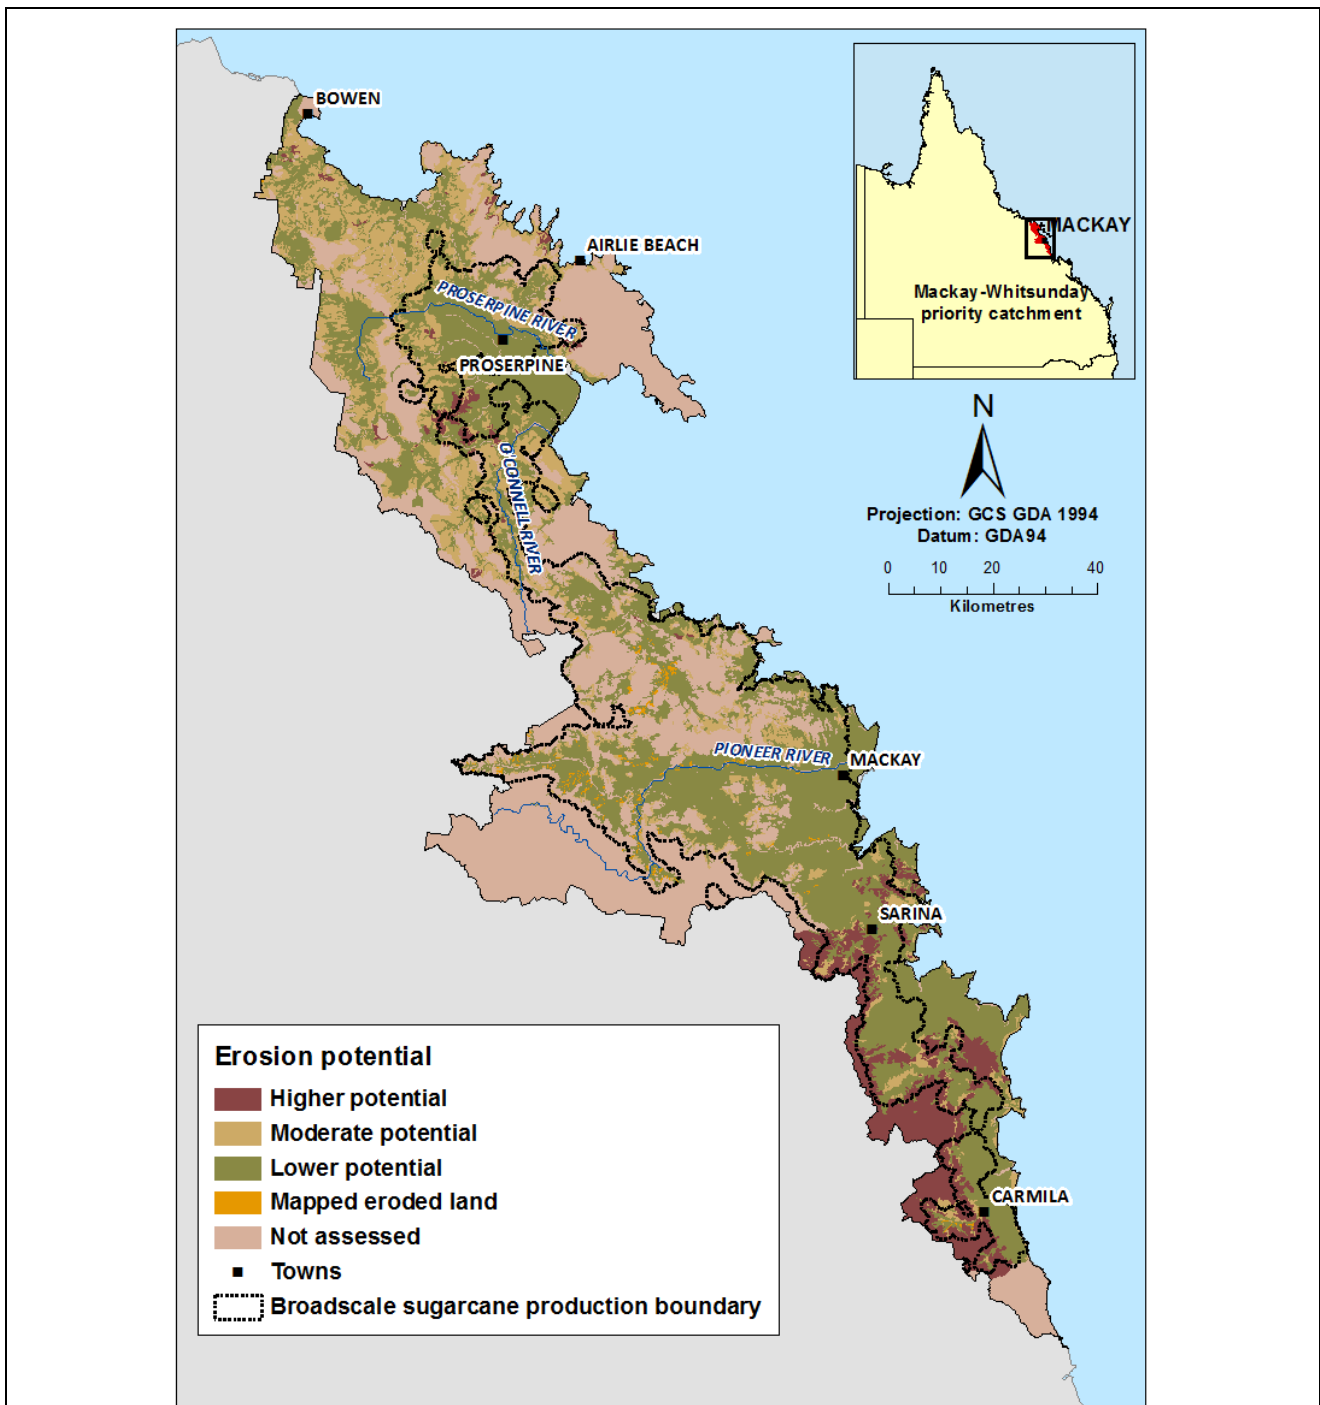 BOWEN
AIRLIE BEACH
PROSERPINE RIVER
PROSERPINE
O'CONNELL RIVER
PIONEER RIVER
MACKAY
SARINA
CARMILA
MACKAY
Mackay-Whitsunday
priority catchment
N
Projection: GCS GDA 1994
Datum: GDA94
0 10 20 40
Kilometres
Erosion potential
Higher potential
Moderate potential
Lower potential
Mapped eroded land
Not assessed
Towns
Broadscale sugarcane production boundary